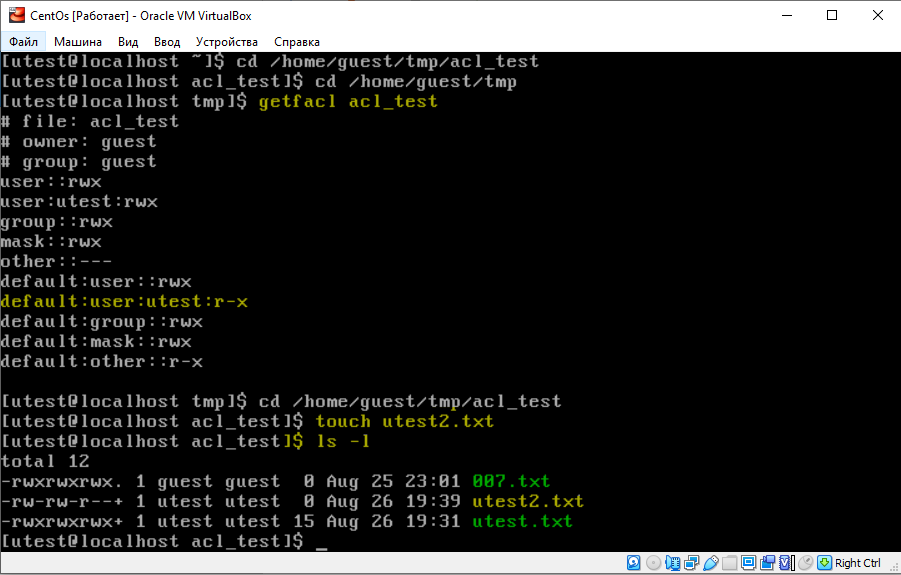 CentOs [Работает] - Oracle VM VirtualBox
Файл Машина Вид Ввод Устройства Справка
[utest@localhost ~]$ cd /home/guest/tmp/acl_test
[utest@localhost acl_test]$ cd /home/guest/tmp
[utest@localhost tmp]$ getfacl acl_test
# file: acl_test
# owner: guest
# group: guest
user::rwx
user:utest:rwx
group::rwx
mask::rwx
other::---
default:user::rwx
default:user:utest:r-x
default:group::rwx
default:mask::rwx
default:other::r-x
[utest@localhost tmp]$ cd /home/guest/tmp/acl_test
[utest@localhost acl_test]$ touch utest2.txt
[utest@localhost acl_test]$ ls -l
total 12
-rwxrwxrwx. 1 guest guest  0 Aug 25 23:01 007.txt
-rw-rw-r--+ 1 utest utest  0 Aug 26 19:39 utest2.txt
-rwxrwxrwx+ 1 utest utest 15 Aug 26 19:31 utest.txt
[utest@localhost acl_test]$ _
Right Ctrl